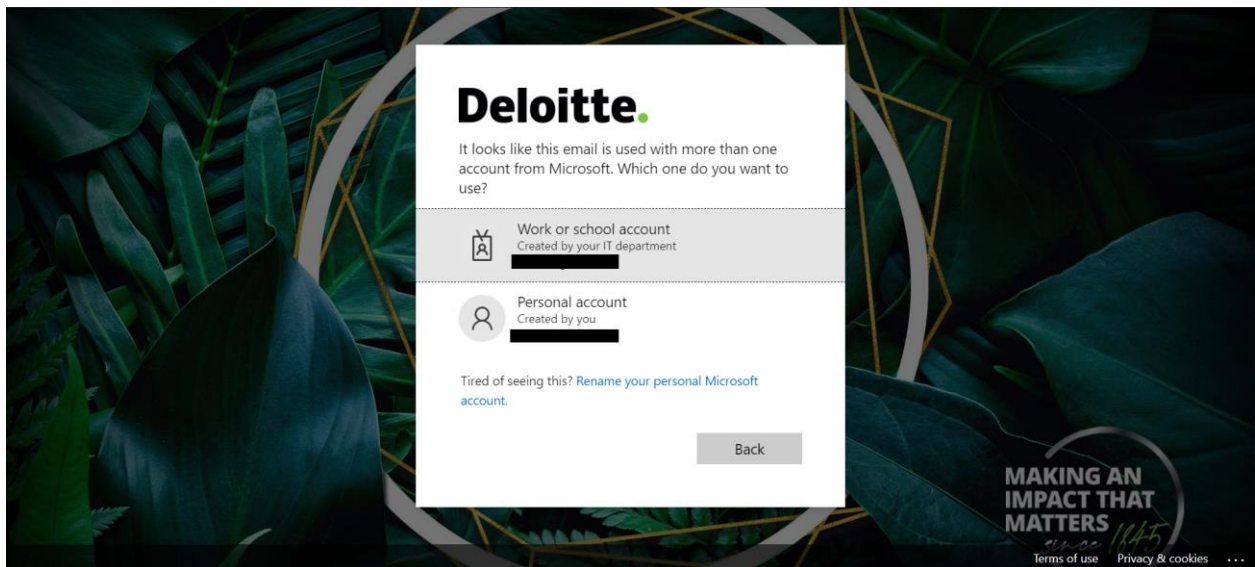 Deloitte.
It looks like this email is used with more than one
account from Microsoft. Which one do you want to
use?
Work or school account
Created by your IT department
Personal account
Created by you
Tired of seeing this? Rename your personal Microsoft
account.
Back
MAKING AN
IMPACT THAT
MATTERS
since 1845
Terms of use Privacy & cookies ...